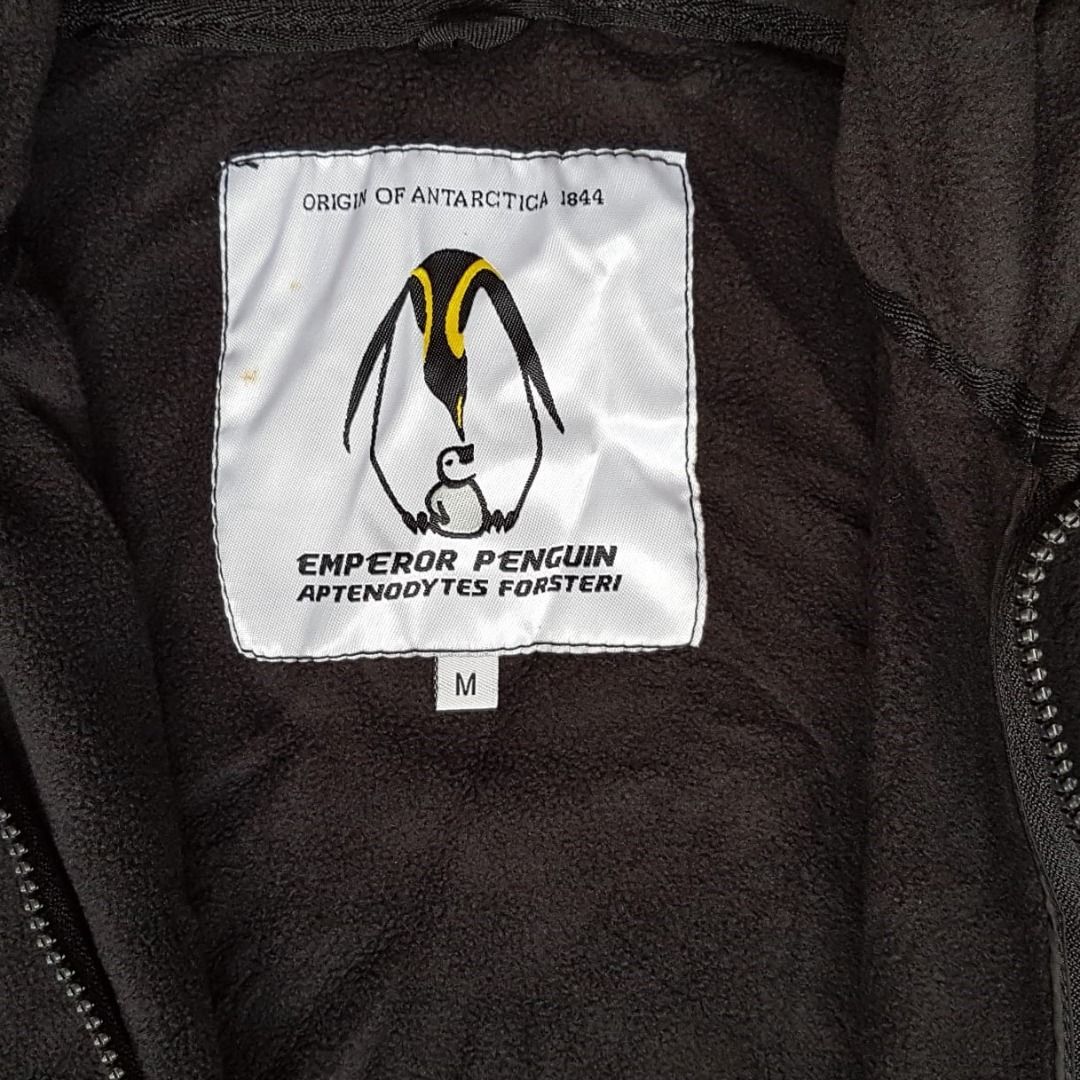 ORIGIN OF ANTARCTICA 1844
EMPEROR PENGUIN
APTENODYTES FORSTERI
M